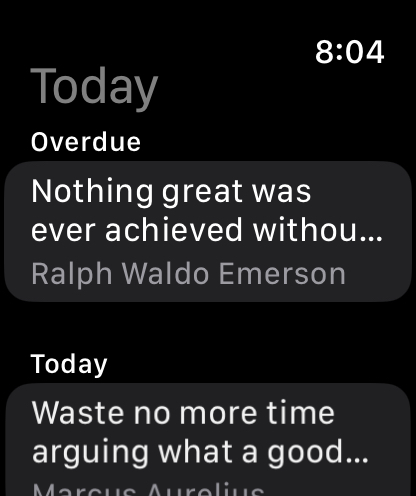 8:04
Today
Overdue
Nothing great was
ever achieved withou...
Ralph Waldo Emerson
Today
Waste no more time
arguing what a good...
Marcus Aurelius